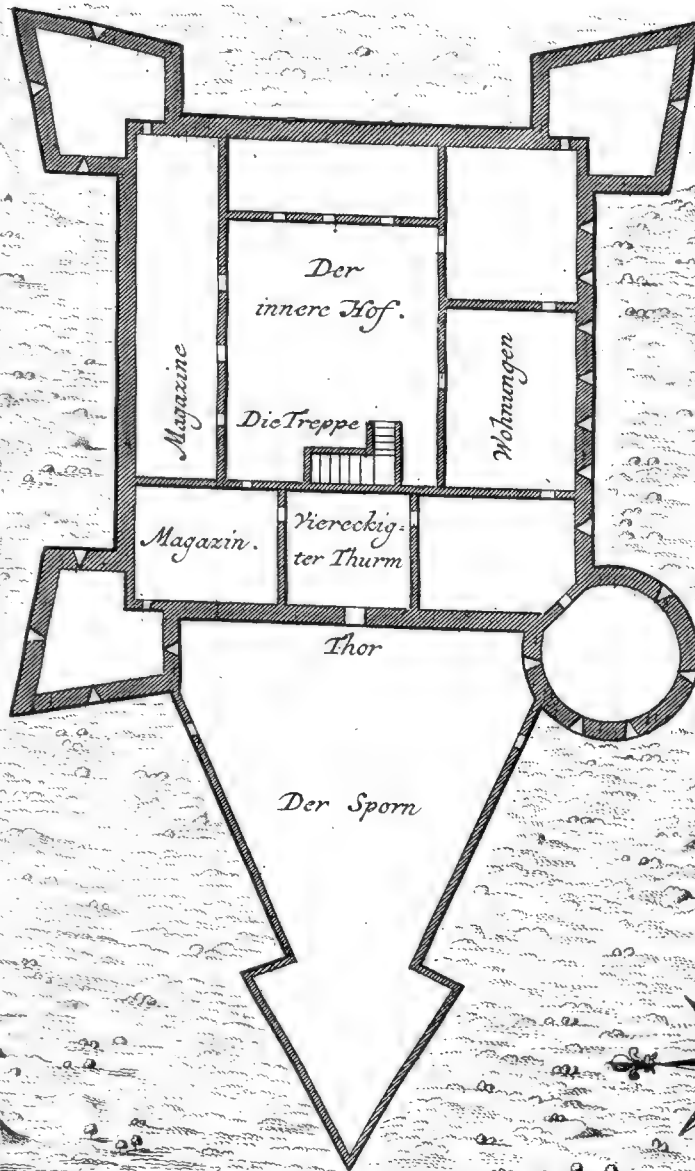 Der
innere Hof.
Magazine
Wohnungen
Die Treppe
Magazin.
Viereckig=
ter Thurm
Thor
Der Sporn